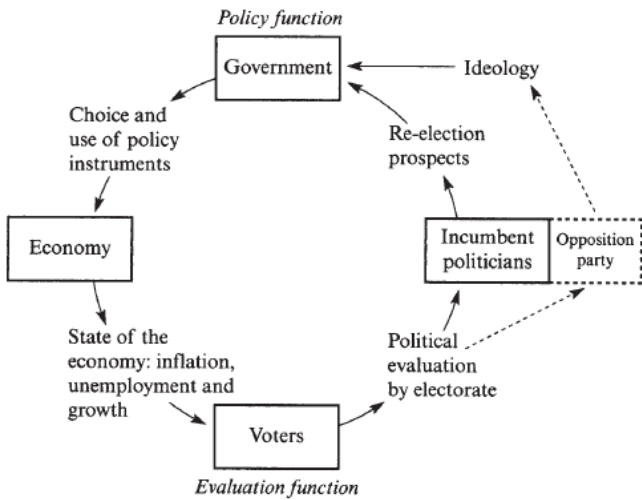 Policy function
Government
Ideology
Choice and
use of policy
instruments
Re-election
prospects
Economy
Incumbent
politicians
Opposition
party
State of the
economy: inflation,
unemployment and
growth
Political
evaluation
by electorate
Voters
Evaluation function